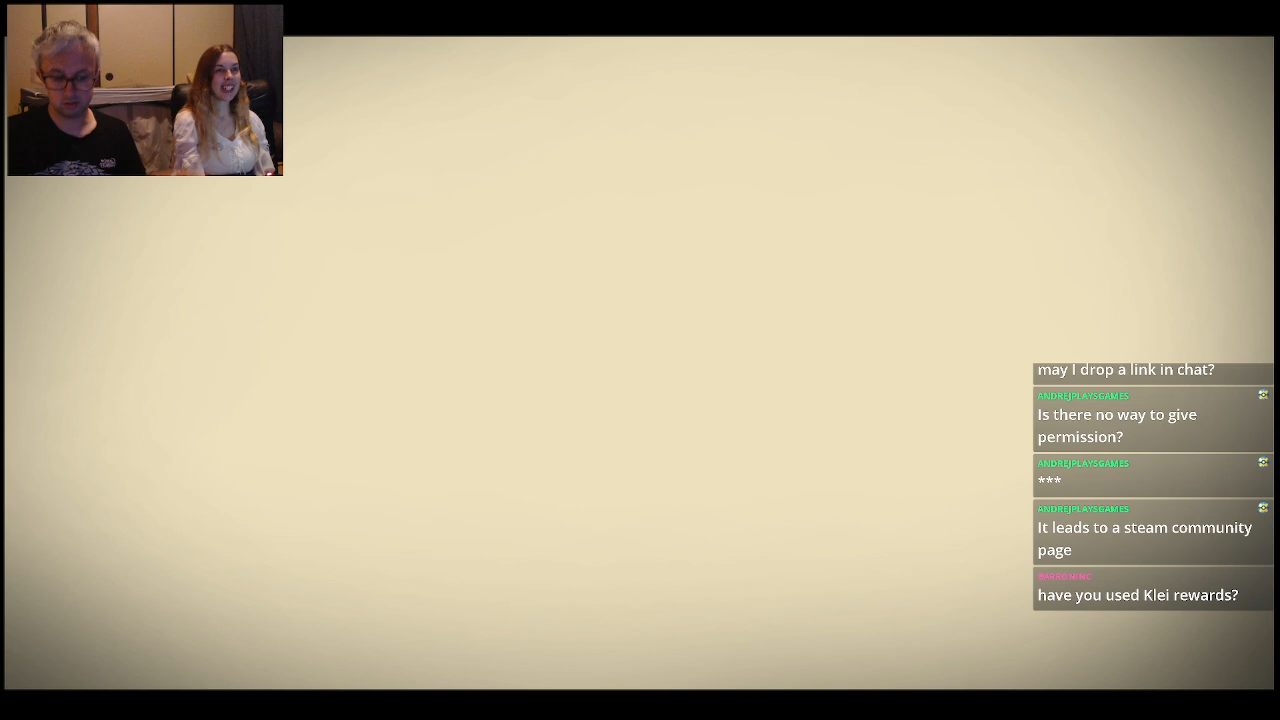 may I drop a link in chat?
ANDREJPLAYSGAMES
Is there no way to give
permission?
ANDREJPLAYSGAMES
***
ANDREJPLAYSGAMES
It leads to a steam community
page
have you used Klei rewards?